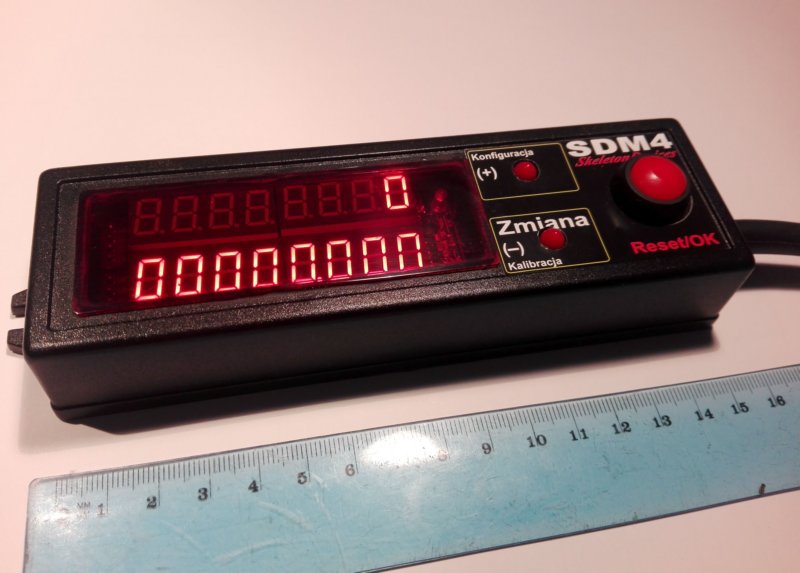 SDM4
Konfiguracja
(+)
0
Zmiana
(–)
Kalibracja
Reset/OK
00000.000
MM
1 2 3 4 5 6 8 9 10 11 12 13 14 15 16